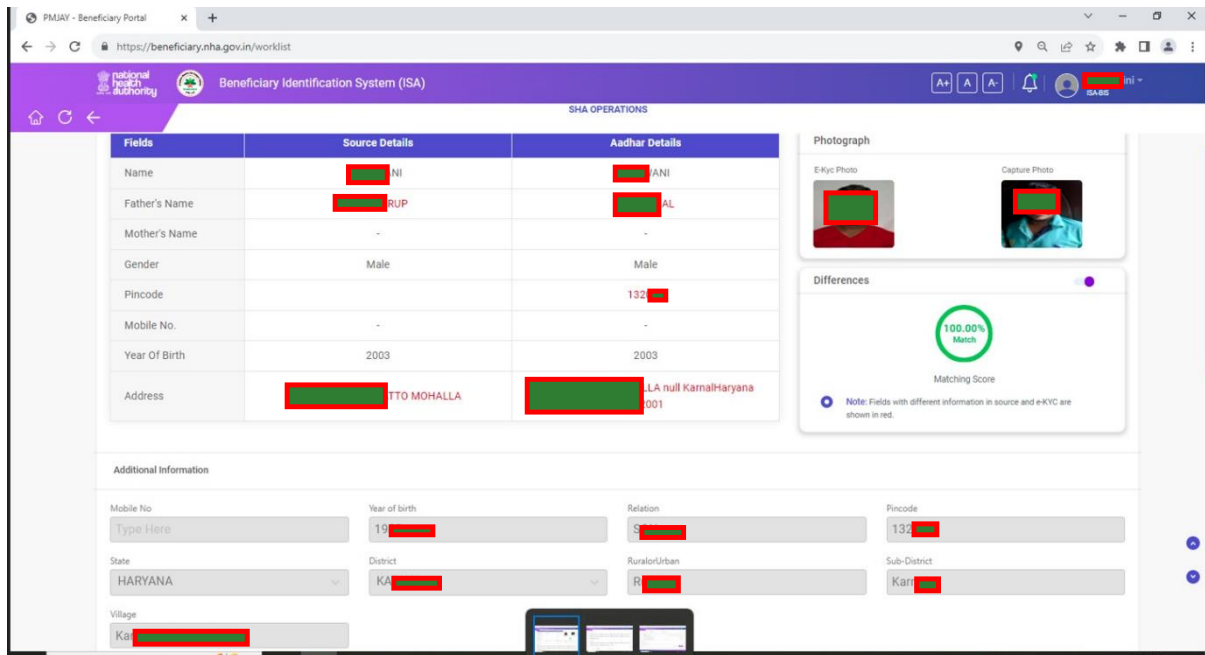 PMJAY - Beneficiary Portal
https://beneficiary.nha.gov.in/worklist
national health authority
Beneficiary Identification System (ISA)
A+ A A-
ini
ISA-BIS
SHA OPERATIONS
Fields Source Details Aadhar Details
Name ANI /ANI
Father's Name RUP AL
Mother's Name - -
Gender Male Male
Pincode 132
Mobile No. - -
Year Of Birth 2003 2003
Address TTO MOHALLA LLA null KarnalHaryana
2001
Photograph
E-Kyc Photo Capture Photo
Differences
100.00%
Match
Matching Score
Note: Fields with different information in source and e-KYC are
shown in red.
Additional Information
Mobile No Year of birth Relation Pincode
Type Here 19 S 132
State District RuralorUrban Sub-District
HARYANA KA R Karn
Village
Kar